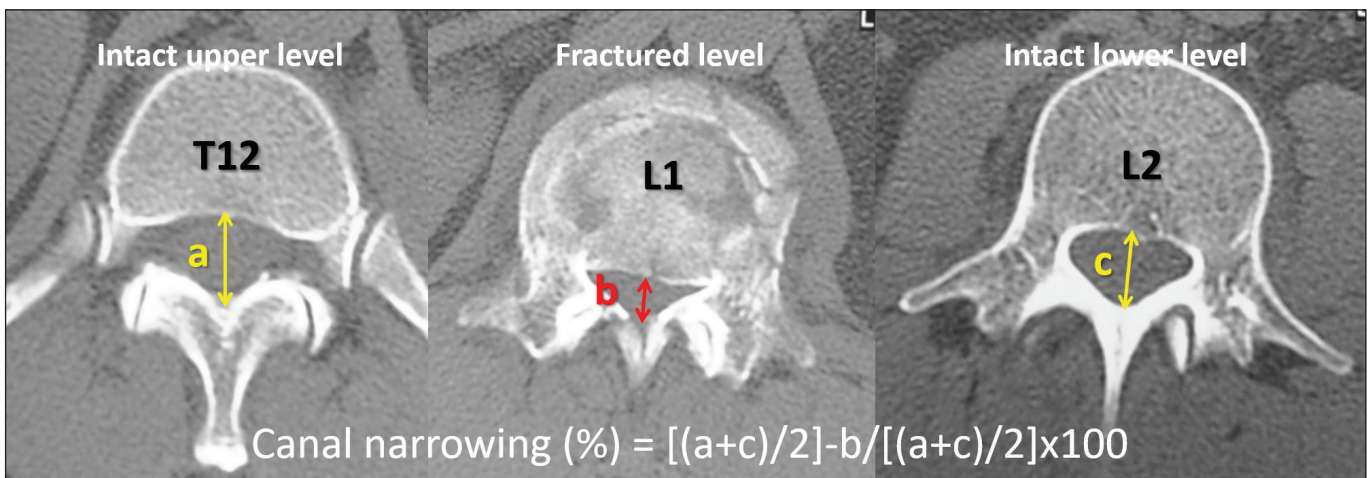 Intact upper level
Fractured level
Intact lower level
T12
L1
L2
a
b
c
Canal narrowing (%) = [(a+c)/2]-b/[(a+c)/2]x100